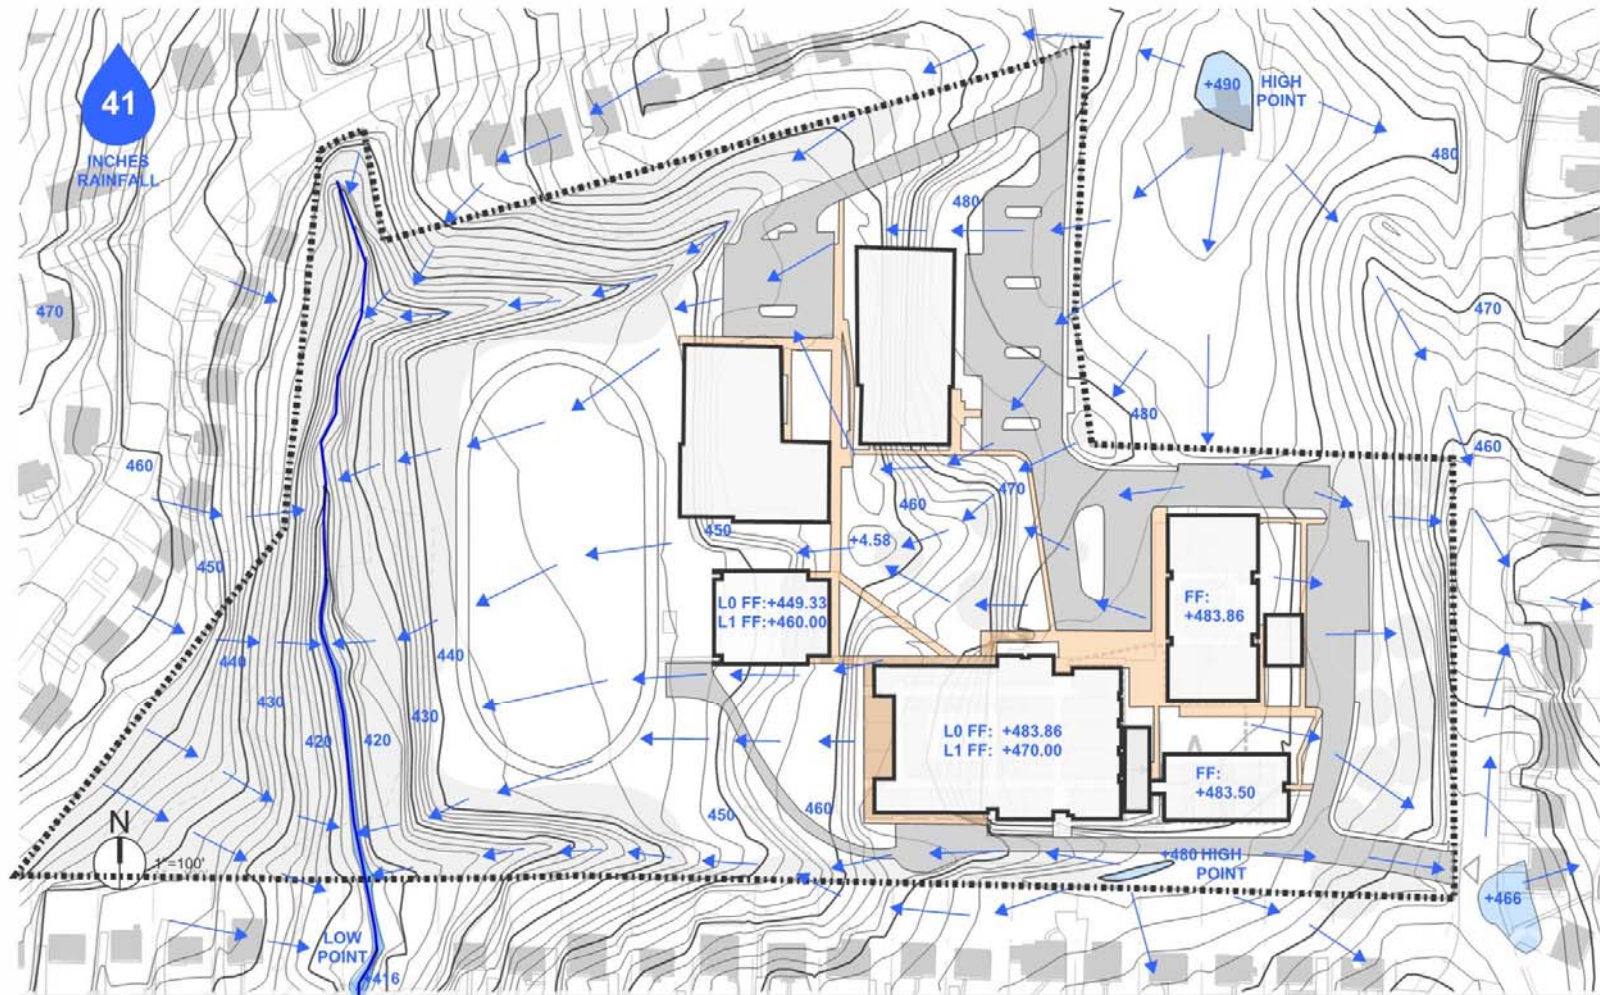 41
INCHES
RAINFALL
+490
HIGH
POINT
480
480
470
470
480
460
460
470
460
450
+4.58
450
L0 FF:+449.33
L1 FF:+460.00
FF:
+483.86
440
440
430
430
420
420
L0 FF: +483.86
L1 FF: +470.00
FF:
+483.50
450
460
N
1"=100'
+480 HIGH
POINT
+466
LOW
POINT
+416